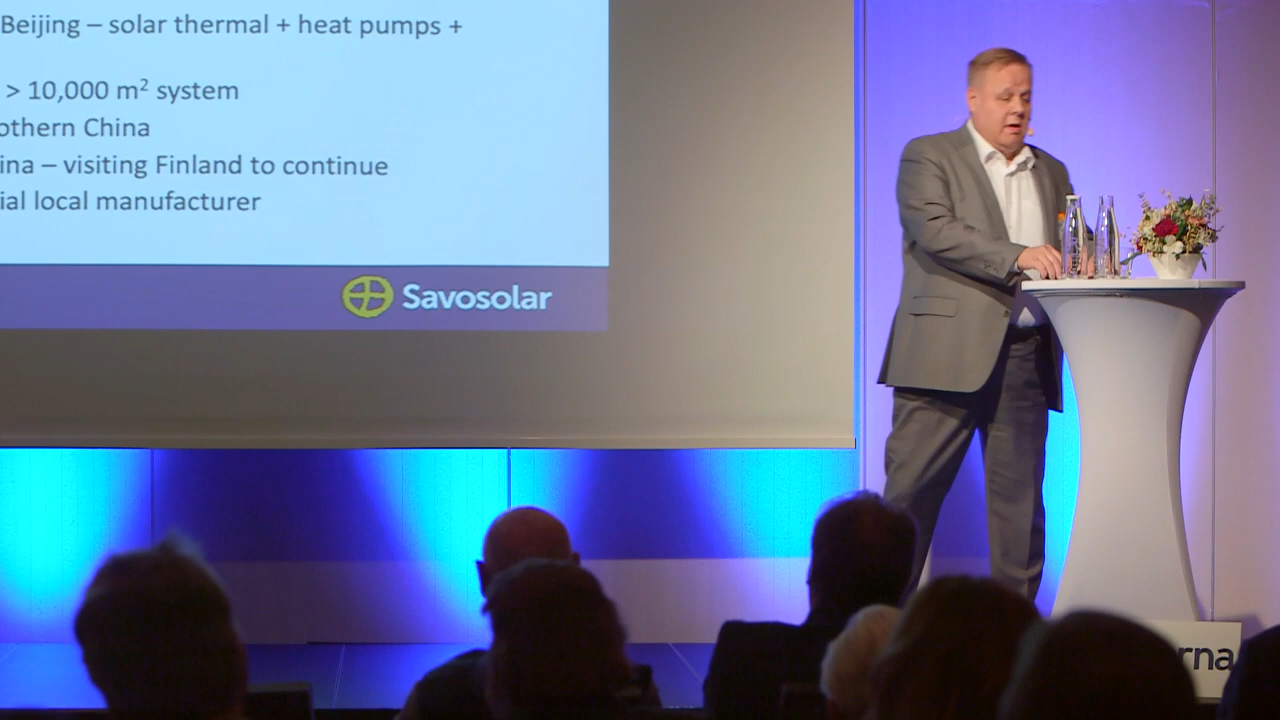 Beijing – solar thermal + heat pumps +
> 10,000 m² system
othern China
ina – visiting Finland to continue
ial local manufacturer
Savosolar
rna